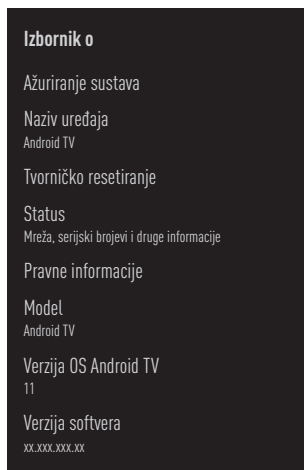 Izbornik o
Ažuriranje sustava
Naziv uređaja
Android TV
Tvorničko resetiranje
Status
Mreža, serijski brojevi i druge informacije
Pravne informacije
Model
Android TV
Verzija OS Android TV
11
Verzija softvera
xx.xxx.xxx.xx